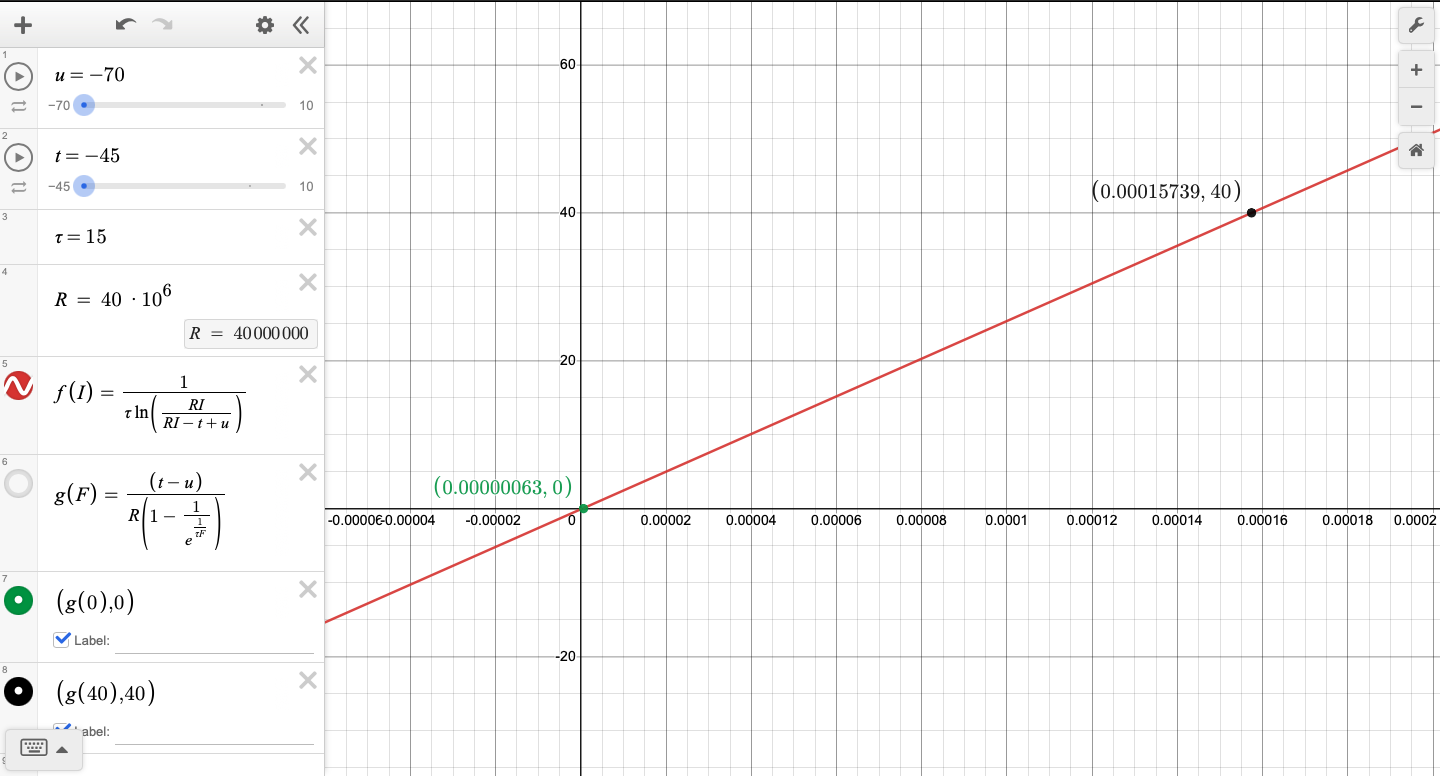 1
u = −70
−70 10
2
t = −45
−45 10
3
τ = 15
4
R = 40 · 10^6
R = 40000000
5
f(I) = 1 / (τ ln(RI / (RI − t + u)))
6
g(F) = (t − u) / (R(1 − 1 / e^(1 / τF)))
7
(g(0),0)
Label:
8
(g(40),40)
abel:
9
60
40
20
-20
(0.00015739, 40)
(0.00000063, 0)
-0.00006 -0.00004 -0.00002 0 0.00002 0.00004 0.00006 0.00008 0.0001 0.00012 0.00014 0.00016 0.00018 0.0002